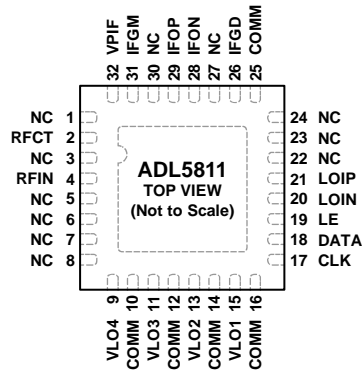 32 VPIF
31 IFGM
30 NC
29 IFOP
28 IFON
27 NC
26 IFGD
25 COMM
NC 1
RFCT 2
NC 3
RFIN 4
NC 5
NC 6
NC 7
NC 8
ADL5811
TOP VIEW
(Not to Scale)
24 NC
23 NC
22 NC
21 LOIP
20 LOIN
19 LE
18 DATA
17 CLK
VLO4 9
COMM 10
VLO3 11
COMM 12
VLO2 13
COMM 14
VLO1 15
COMM 16